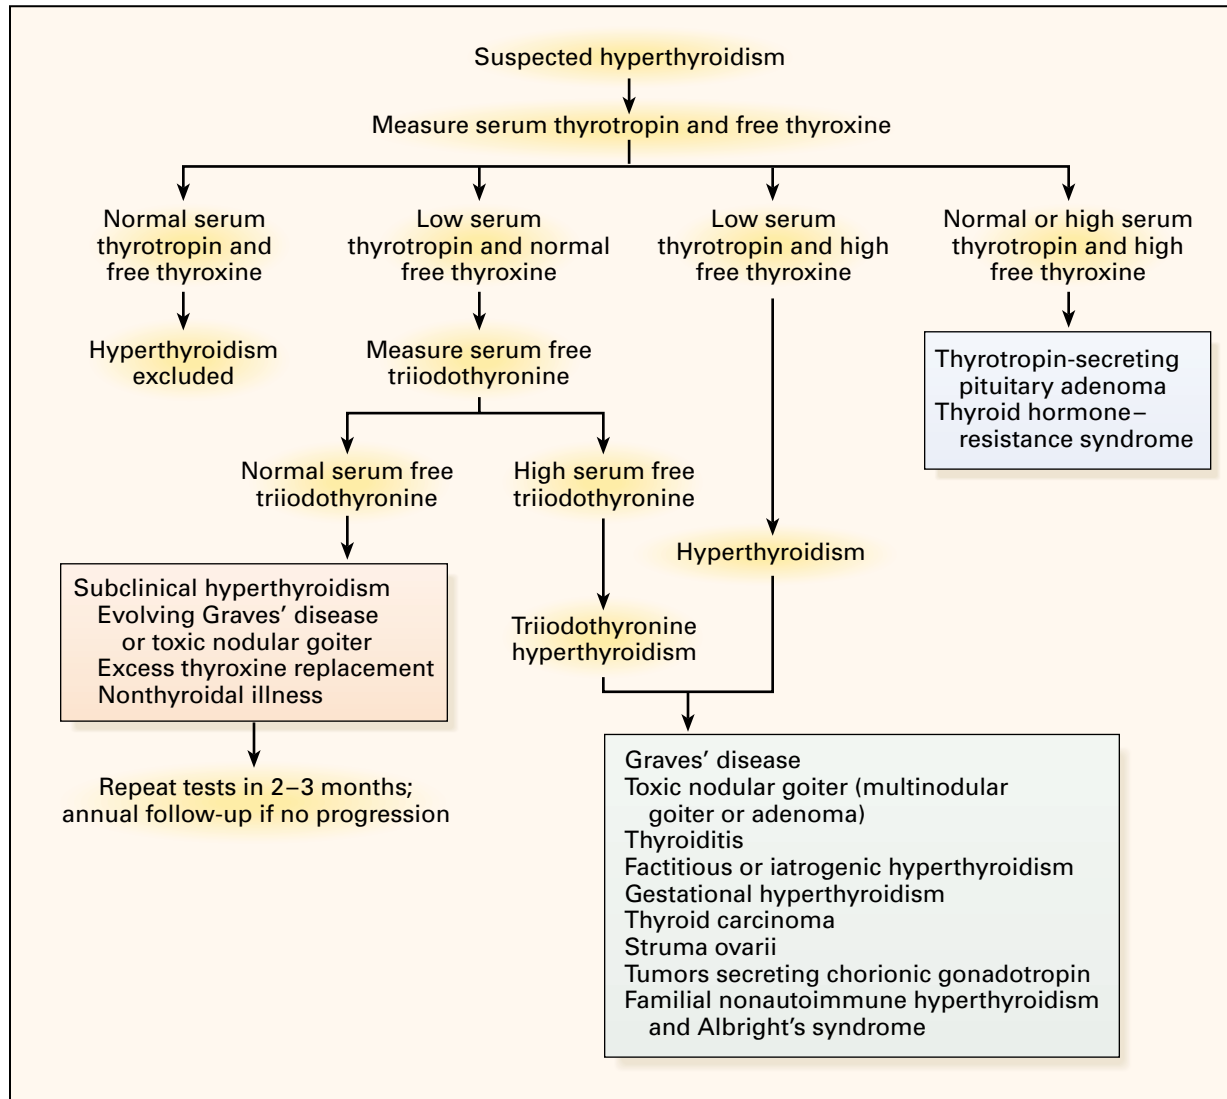 Suspected hyperthyroidism
Measure serum thyrotropin and free thyroxine
Normal serum
thyrotropin and
free thyroxine
Low serum
thyrotropin and normal
free thyroxine
Low serum
thyrotropin and high
free thyroxine
Normal or high serum
thyrotropin and high
free thyroxine
Hyperthyroidism
excluded
Measure serum free
triiodothyronine
Thyrotropin-secreting
pituitary adenoma
Thyroid hormone–
resistance syndrome
Normal serum free
triiodothyronine
High serum free
triiodothyronine
Hyperthyroidism
Subclinical hyperthyroidism
Evolving Graves’ disease
or toxic nodular goiter
Excess thyroxine replacement
Nonthyroidal illness
Triiodothyronine
hyperthyroidism
Repeat tests in 2–3 months;
annual follow-up if no progression
Graves’ disease
Toxic nodular goiter (multinodular
goiter or adenoma)
Thyroiditis
Factitious or iatrogenic hyperthyroidism
Gestational hyperthyroidism
Thyroid carcinoma
Struma ovarii
Tumors secreting chorionic gonadotropin
Familial nonautoimmune hyperthyroidism
and Albright’s syndrome